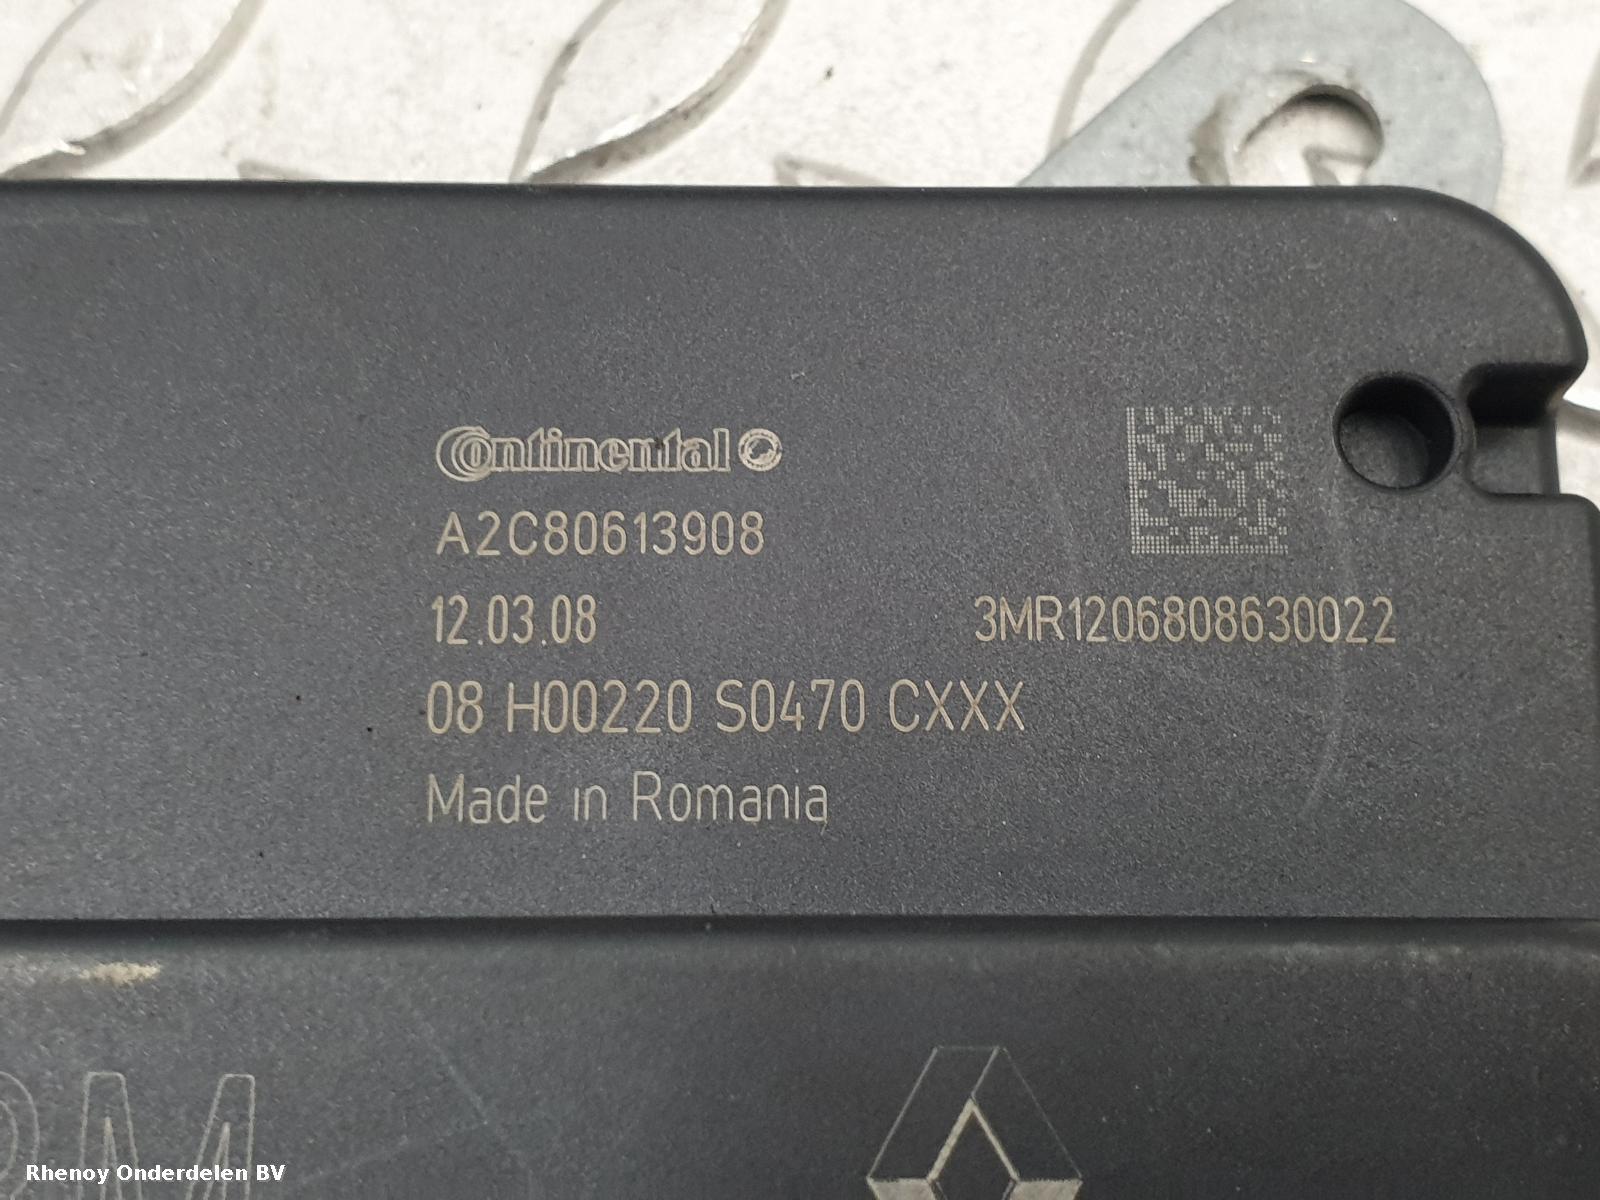 Continental
A2C80613908
12.03.08
3MR1206808630022
08 H00220 S0470 CXXX
Made in Romania
Rhenoy Onderdelen BV